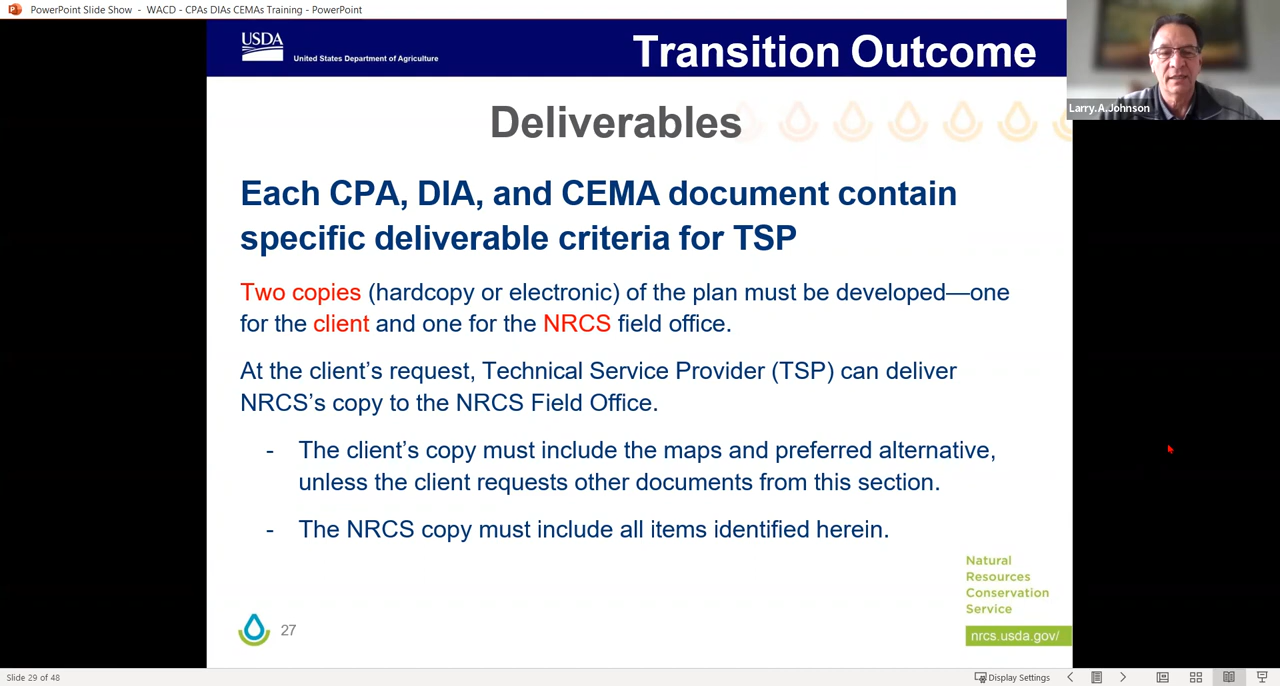 PowerPoint Slide Show - WACD - CPAs DIAs CEMAs Training - PowerPoint
USDA
United States Department of Agriculture
Transition Outcome
Larry.A.Johnson
Deliverables
Each CPA, DIA, and CEMA document contain
specific deliverable criteria for TSP
Two copies (hardcopy or electronic) of the plan must be developed—one
for the client and one for the NRCS field office.
At the client’s request, Technical Service Provider (TSP) can deliver
NRCS’s copy to the NRCS Field Office.
- The client’s copy must include the maps and preferred alternative,
unless the client requests other documents from this section.
- The NRCS copy must include all items identified herein.
Natural
Resources
Conservation
Service
nrcs.usda.gov/
27
Slide 29 of 48
Display Settings